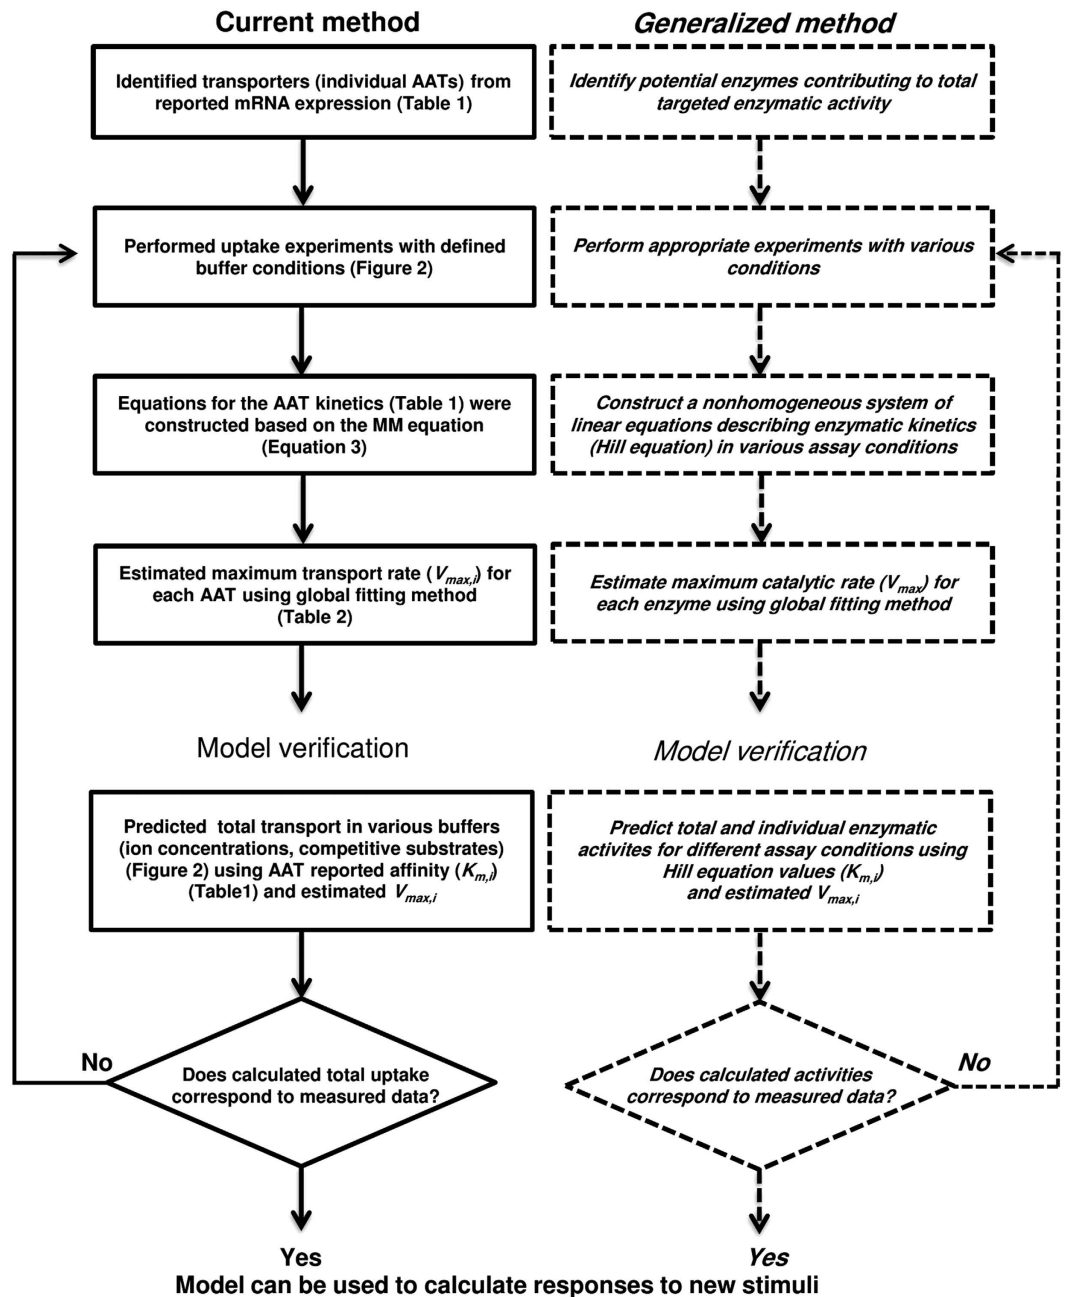 Current method
Identified transporters (individual AATs) from
reported mRNA expression (Table 1)
Performed uptake experiments with defined
buffer conditions (Figure 2)
Equations for the AAT kinetics (Table 1) were
constructed based on the MM equation
(Equation 3)
Estimated maximum transport rate (Vmax,i) for
each AAT using global fitting method
(Table 2)
Model verification
Predicted total transport in various buffers
(ion concentrations, competitive substrates)
(Figure 2) using AAT reported affinity (Km,i)
(Table1) and estimated Vmax,i
No
Does calculated total uptake
correspond to measured data?
Yes
Generalized method
Identify potential enzymes contributing to total
targeted enzymatic activity
Perform appropriate experiments with various
conditions
Construct a nonhomogeneous system of
linear equations describing enzymatic kinetics
(Hill equation) in various assay conditions
Estimate maximum catalytic rate (Vmax) for
each enzyme using global fitting method
Model verification
Predict total and individual enzymatic
activites for different assay conditions using
Hill equation values (Km,i)
and estimated Vmax,i
No
Does calculated activities
correspond to measured data?
Yes
Model can be used to calculate responses to new stimuli